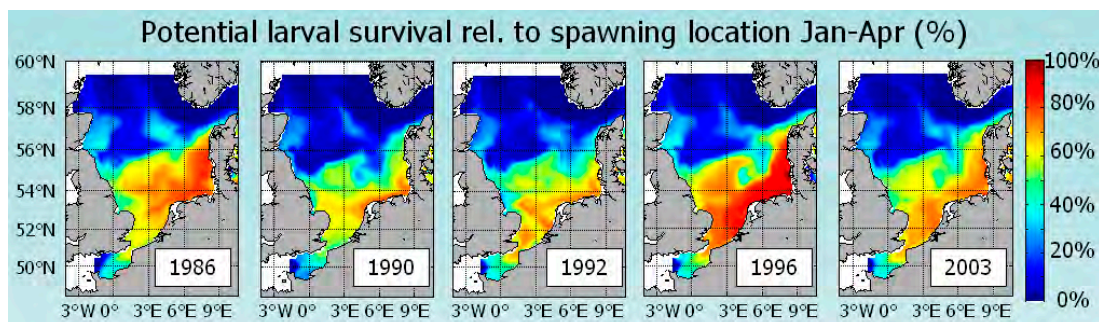 Potential larval survival rel. to spawning location Jan-Apr (%)
60°N
58°N
56°N
54°N
52°N
50°N
1986
1990
1992
1996
2003
3°W 0° 3°E 6°E 9°E
3°W 0° 3°E 6°E 9°E
3°W 0° 3°E 6°E 9°E
3°W 0° 3°E 6°E 9°E
3°W 0° 3°E 6°E 9°E
100%
80%
60%
40%
20%
0%